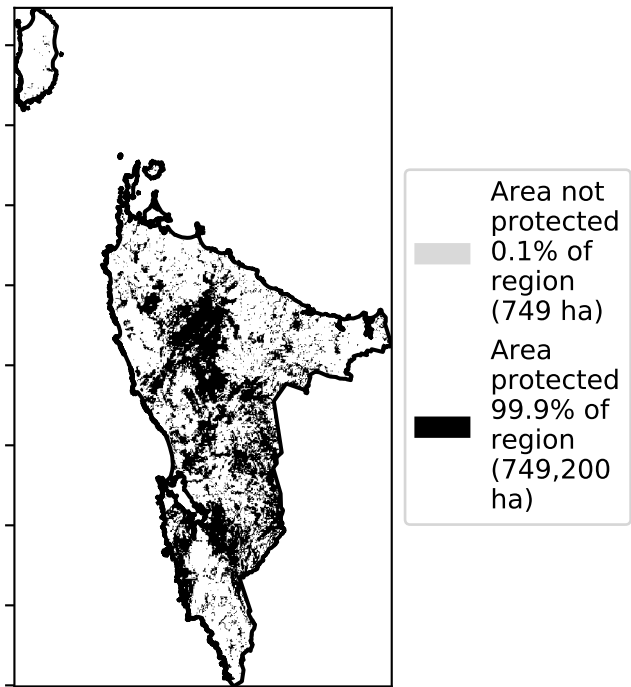 Area not
protected
0.1% of
region
(749 ha)
Area
protected
99.9% of
region
(749,200
ha)